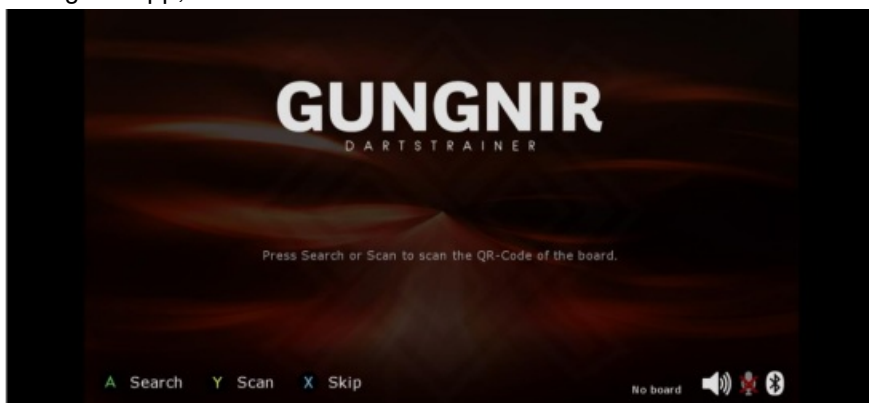 GUNGNIR
DARTSTRAINER
Press Search or Scan to scan the QR-Code of the board.
A Search Y Scan X Skip
No board